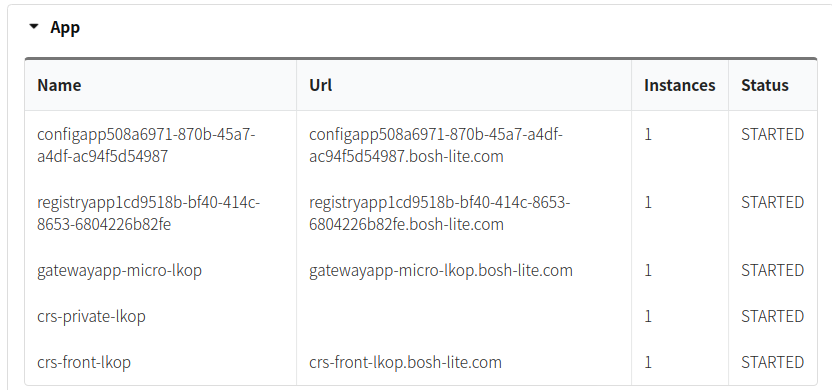 App
Name Url Instances Status
configapp508a6971-870b-45a7- configapp508a6971-870b-45a7-a4df- 1 STARTED
a4df-ac94f5d54987 ac94f5d54987.bosh-lite.com
registryapp1cd9518b-bf40-414c- registryapp1cd9518b-bf40-414c-8653- 1 STARTED
8653-6804226b82fe 6804226b82fe.bosh-lite.com
gatewayapp-micro-lkop gatewayapp-micro-lkop.bosh-lite.com 1 STARTED
crs-private-lkop 1 STARTED
crs-front-lkop crs-front-lkop.bosh-lite.com 1 STARTED